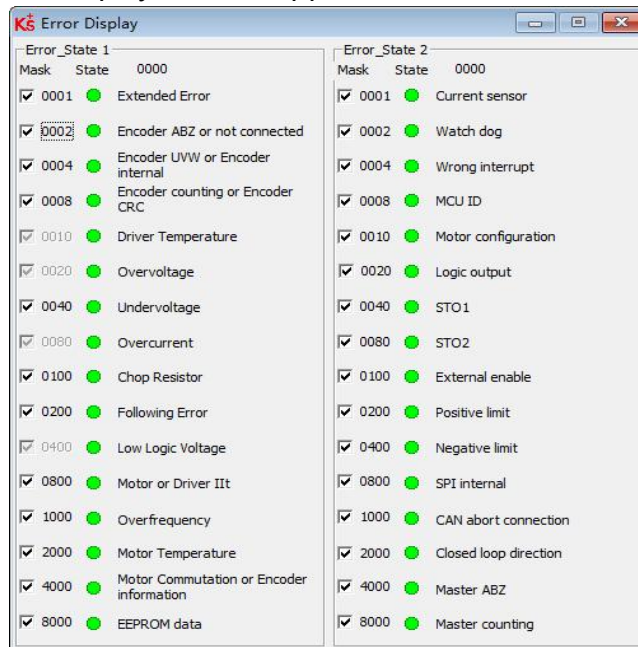 Kṡ Error Display
Error_State 1
Mask State 0000
0001 Extended Error
0002 Encoder ABZ or not connected
0004 Encoder UVW or Encoder
internal
0008 Encoder counting or Encoder
CRC
0010 Driver Temperature
0020 Overvoltage
0040 Undervoltage
0080 Overcurrent
0100 Chop Resistor
0200 Following Error
0400 Low Logic Voltage
0800 Motor or Driver IIt
1000 Overfrequency
2000 Motor Temperature
4000 Motor Commutation or Encoder
information
8000 EEPROM data
Error_State 2
Mask State 0000
0001 Current sensor
0002 Watch dog
0004 Wrong interrupt
0008 MCU ID
0010 Motor configuration
0020 Logic output
0040 STO1
0080 STO2
0100 External enable
0200 Positive limit
0400 Negative limit
0800 SPI internal
1000 CAN abort connection
2000 Closed loop direction
4000 Master ABZ
8000 Master counting